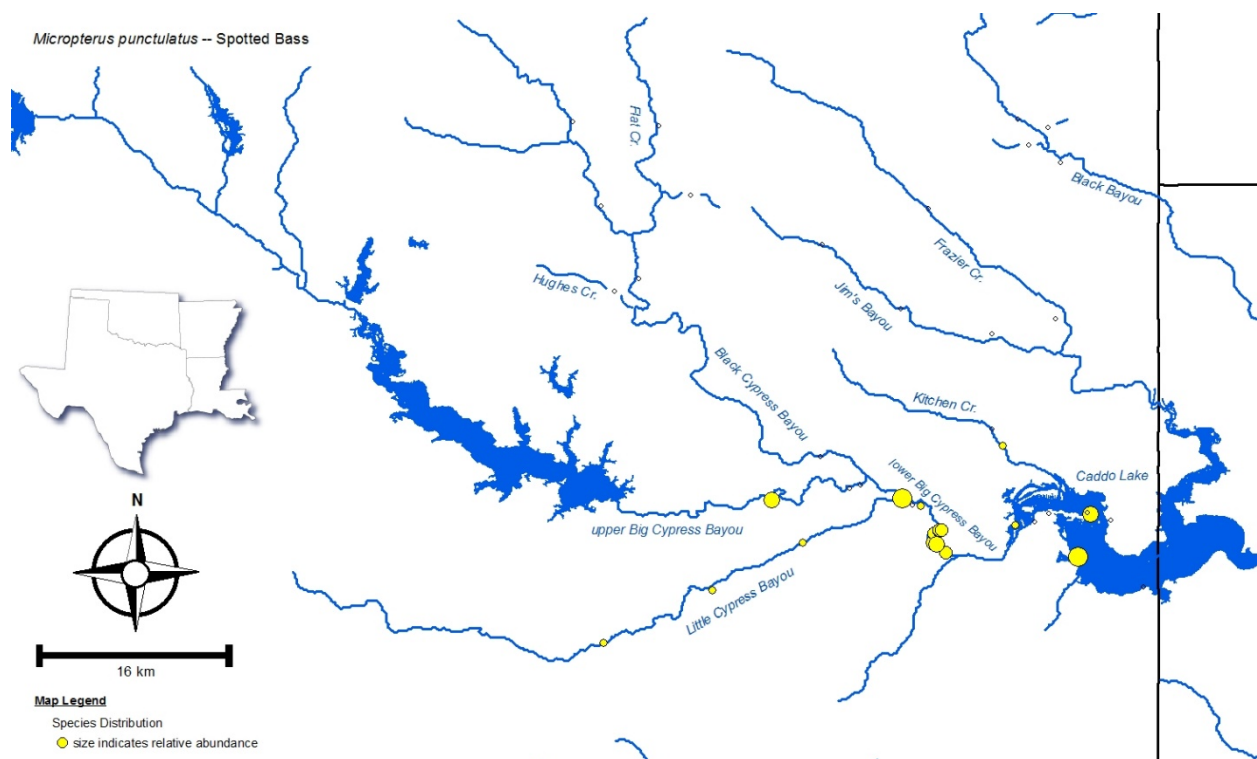 Micropterus punctulatus -- Spotted Bass
Flat Cr.
Black Bayou
Frazier Cr.
Hughes Cr.
Jim's Bayou
Black Cypress Bayou
Kitchen Cr.
lower Big Cypress Bayou
Caddo Lake
upper Big Cypress Bayou
Little Cypress Bayou
N
16 km
Map Legend
Species Distribution
size indicates relative abundance